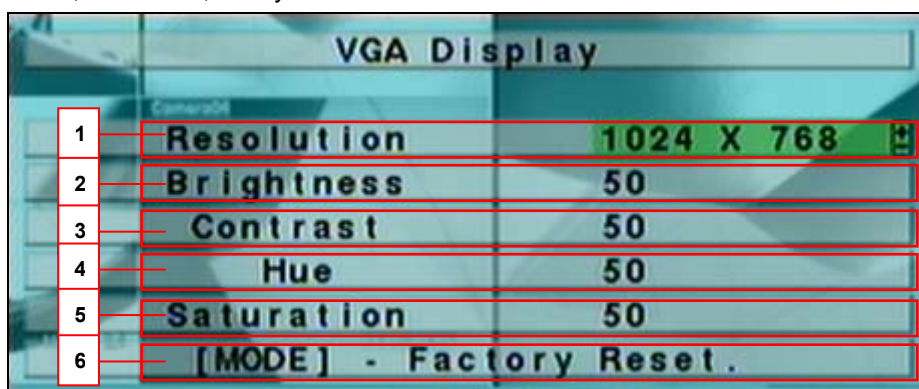 VGA Display
Camera04
1 Resolution 1024 X 768 + -
2 Brightness 50
3 Contrast 50
4 Hue 50
5 Saturation 50
6 [MODE] - Factory Reset.